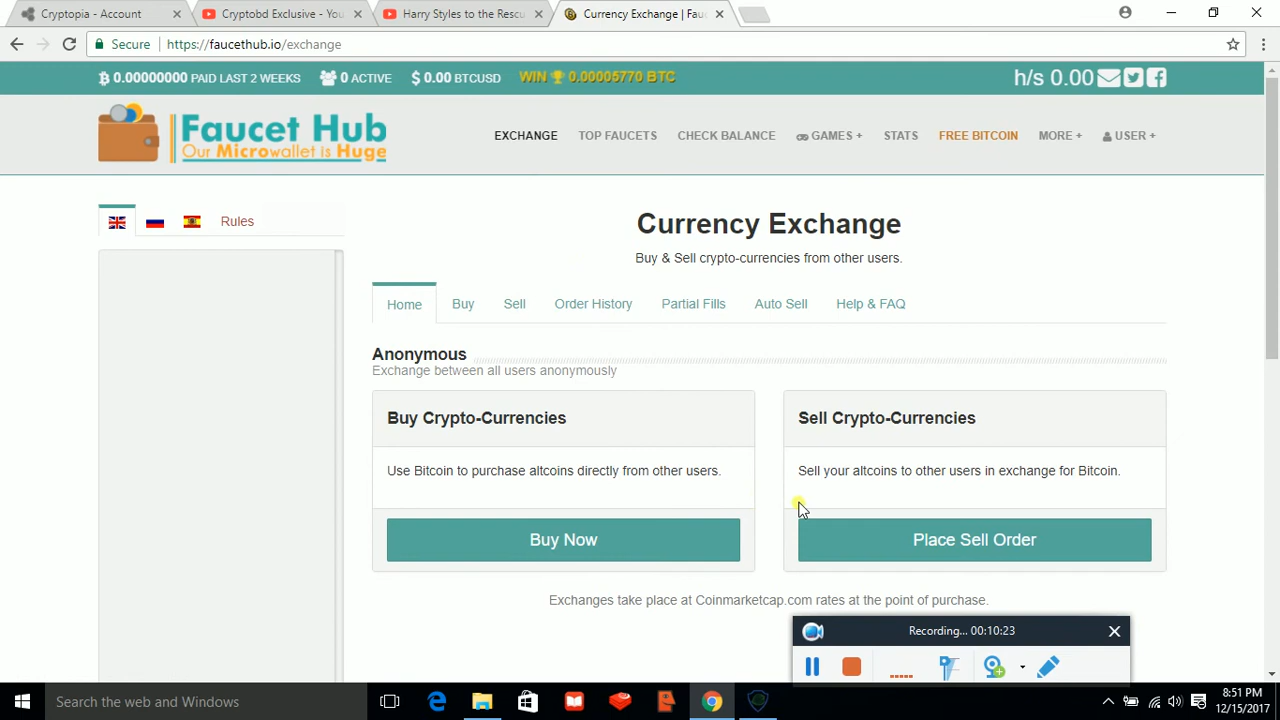 Cryptopia - Account
Cryptobd Exclusive - You
Harry Styles to the Rescu
Currency Exchange | Fauc
Secure
https://faucethub.io/exchange
0.00000000 PAID LAST 2 WEEKS
0 ACTIVE
$ 0.00 BTCUSD
WIN 0.00005770 BTC
h/s 0.00
Faucet Hub
Our Microwallet is Huge
EXCHANGE
TOP FAUCETS
CHECK BALANCE
GAMES +
STATS
FREE BITCOIN
MORE +
USER +
Rules
Currency Exchange
Buy & Sell crypto-currencies from other users.
Home
Buy
Sell
Order History
Partial Fills
Auto Sell
Help & FAQ
Anonymous
Exchange between all users anonymously
Buy Crypto-Currencies
Use Bitcoin to purchase altcoins directly from other users.
Buy Now
Sell Crypto-Currencies
Sell your altcoins to other users in exchange for Bitcoin.
Place Sell Order
Exchanges take place at Coinmarketcap.com rates at the point of purchase.
Recording... 00:10:23
Search the web and Windows
8:51 PM
12/15/2017